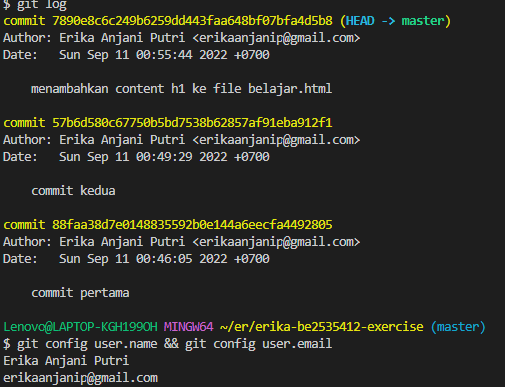 $ git log
commit 7890e8c6c249b6259dd443faa648bf07bfa4d5b8 (HEAD -> master)
Author: Erika Anjani Putri <erikaanjanip@gmail.com>
Date:   Sun Sep 11 00:55:44 2022 +0700
    menambahkan content h1 ke file belajar.html
commit 57b6d580c67750b5bd7538b62857af91eba912f1
Author: Erika Anjani Putri <erikaanjanip@gmail.com>
Date:   Sun Sep 11 00:49:29 2022 +0700
    commit kedua
commit 88faa38d7e0148835592b0e144a6eecfa4492805
Author: Erika Anjani Putri <erikaanjanip@gmail.com>
Date:   Sun Sep 11 00:46:05 2022 +0700
    commit pertama
Lenovo@LAPTOP-KGH199OH MINGW64 ~/er/erika-be2535412-exercise (master)
$ git config user.name && git config user.email
Erika Anjani Putri
erikaanjanip@gmail.com